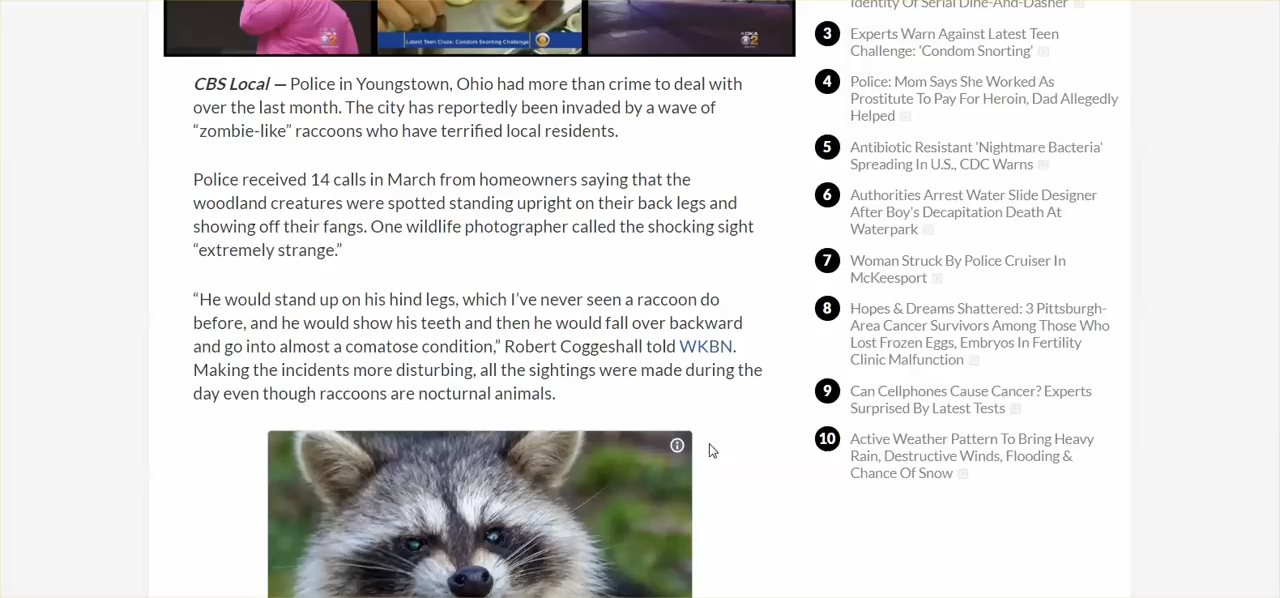 KDKA 2
Latest Teen Craze: Condom Snorting Challenge
2
CBS Local — Police in Youngstown, Ohio had more than crime to deal with
over the last month. The city has reportedly been invaded by a wave of
“zombie-like” raccoons who have terrified local residents.
Police received 14 calls in March from homeowners saying that the
woodland creatures were spotted standing upright on their back legs and
showing off their fangs. One wildlife photographer called the shocking sight
“extremely strange.”
“He would stand up on his hind legs, which I’ve never seen a raccoon do
before, and he would show his teeth and then he would fall over backward
and go into almost a comatose condition,” Robert Coggeshall told WKBN.
Making the incidents more disturbing, all the sightings were made during the
day even though raccoons are nocturnal animals.
Identity Of Serial Dine-And-Dasher
3 Experts Warn Against Latest Teen
Challenge: 'Condom Snorting'
4 Police: Mom Says She Worked As
Prostitute To Pay For Heroin, Dad Allegedly
Helped
5 Antibiotic Resistant 'Nightmare Bacteria'
Spreading In U.S., CDC Warns
6 Authorities Arrest Water Slide Designer
After Boy's Decapitation Death At
Waterpark
7 Woman Struck By Police Cruiser In
McKeesport
8 Hopes & Dreams Shattered: 3 Pittsburgh-
Area Cancer Survivors Among Those Who
Lost Frozen Eggs, Embryos In Fertility
Clinic Malfunction
9 Can Cellphones Cause Cancer? Experts
Surprised By Latest Tests
10 Active Weather Pattern To Bring Heavy
Rain, Destructive Winds, Flooding &
Chance Of Snow